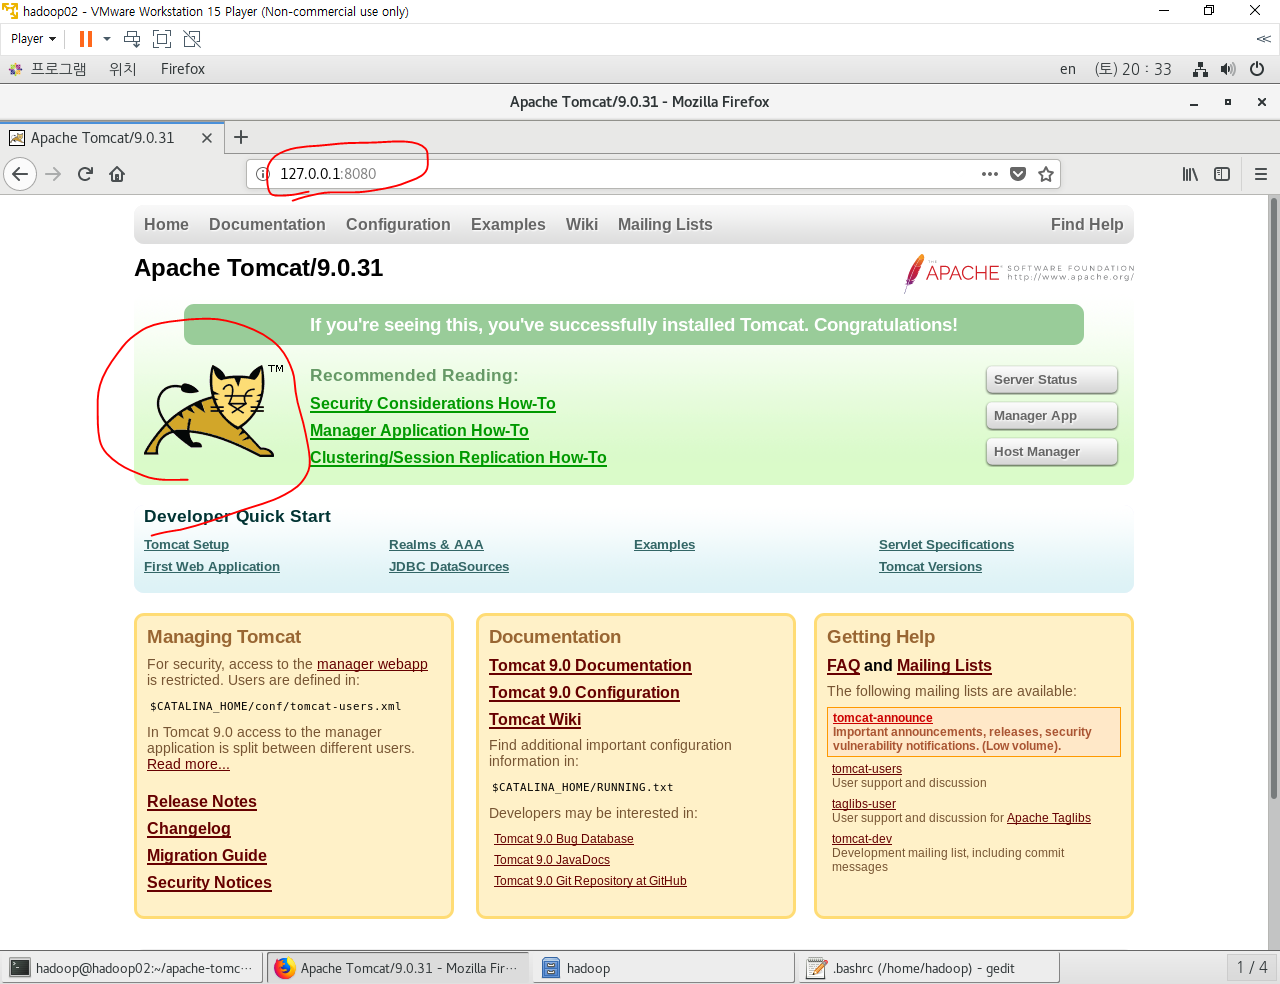 hadoop02 - VMware Workstation 15 Player (Non-commercial use only)
Player
프로그램 위치 Firefox en (토) 20 : 33
Apache Tomcat/9.0.31 - Mozilla Firefox
Apache Tomcat/9.0.31
127.0.0.1:8080
Home Documentation Configuration Examples Wiki Mailing Lists Find Help
Apache Tomcat/9.0.31
THE APACHE SOFTWARE FOUNDATION
http://www.apache.org/
If you're seeing this, you've successfully installed Tomcat. Congratulations!
TM
Recommended Reading:
Security Considerations How-To
Manager Application How-To
Clustering/Session Replication How-To
Server Status
Manager App
Host Manager
Developer Quick Start
Tomcat Setup
First Web Application
Realms & AAA
JDBC DataSources
Examples
Servlet Specifications
Tomcat Versions
Managing Tomcat
For security, access to the manager webapp
is restricted. Users are defined in:
$CATALINA_HOME/conf/tomcat-users.xml
In Tomcat 9.0 access to the manager
application is split between different users.
Read more...
Release Notes
Changelog
Migration Guide
Security Notices
Documentation
Tomcat 9.0 Documentation
Tomcat 9.0 Configuration
Tomcat Wiki
Find additional important configuration
information in:
$CATALINA_HOME/RUNNING.txt
Developers may be interested in:
Tomcat 9.0 Bug Database
Tomcat 9.0 JavaDocs
Tomcat 9.0 Git Repository at GitHub
Getting Help
FAQ and Mailing Lists
The following mailing lists are available:
tomcat-announce
Important announcements, releases, security
vulnerability notifications. (Low volume).
tomcat-users
User support and discussion
taglibs-user
User support and discussion for Apache Taglibs
tomcat-dev
Development mailing list, including commit
messages
hadoop@hadoop02:~/apache-tomc… Apache Tomcat/9.0.31 - Mozilla Fir… hadoop .bashrc (/home/hadoop) - gedit 1 / 4